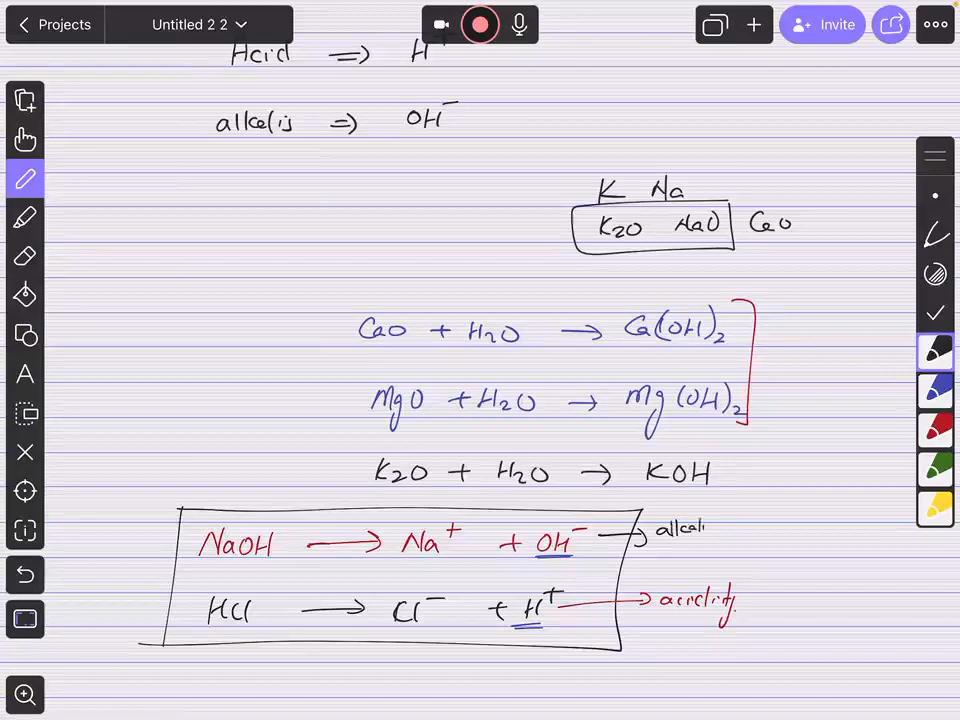 Projects Untitled 2 2 Invite
Acid => H+
alkalis => OH⁻
K Na
K2O NaO CaO
CaO + H2O → Ca(OH)2
MgO + H2O → Mg(OH)2
K2O + H2O → KOH
NaOH → Na+ + OH⁻ → alcali
HCl → Cl⁻ + H+ → acidity